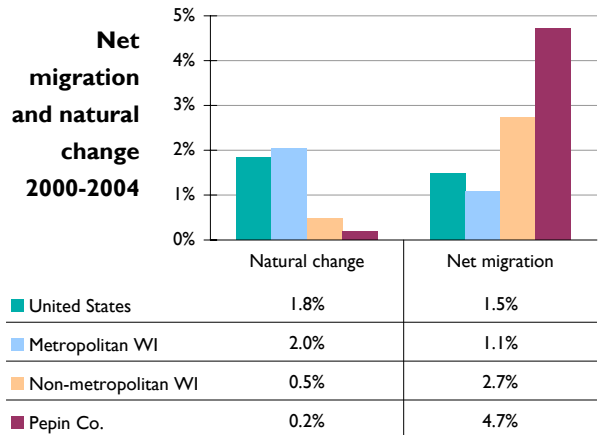 Net
migration
and natural
change
2000-2004
5%
4%
3%
2%
1%
0%
Natural change Net migration
United States 1.8% 1.5%
Metropolitan WI 2.0% 1.1%
Non-metropolitan WI 0.5% 2.7%
Pepin Co. 0.2% 4.7%